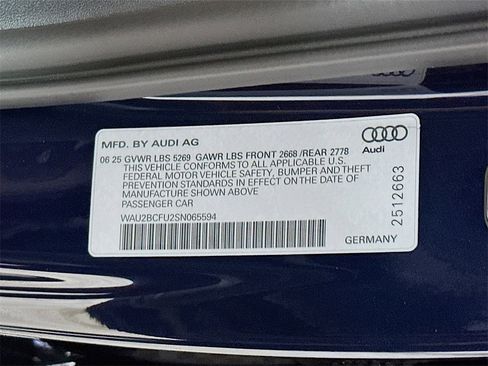 MFD. BY AUDI AG
Audi
06 25 GVWR LBS 5269 GAWR LBS FRONT 2668 /REAR 2778
THIS VEHICLE CONFORMS TO ALL APPLICABLE U.S.
FEDERAL MOTOR VEHICLE SAFETY, BUMPER AND THEFT
PREVENTION STANDARDS IN EFFECT ON THE DATE OF
MANUFACTURE SHOWN ABOVE
PASSENGER CAR
WAU2BCFU2SN065594
GERMANY
2512663